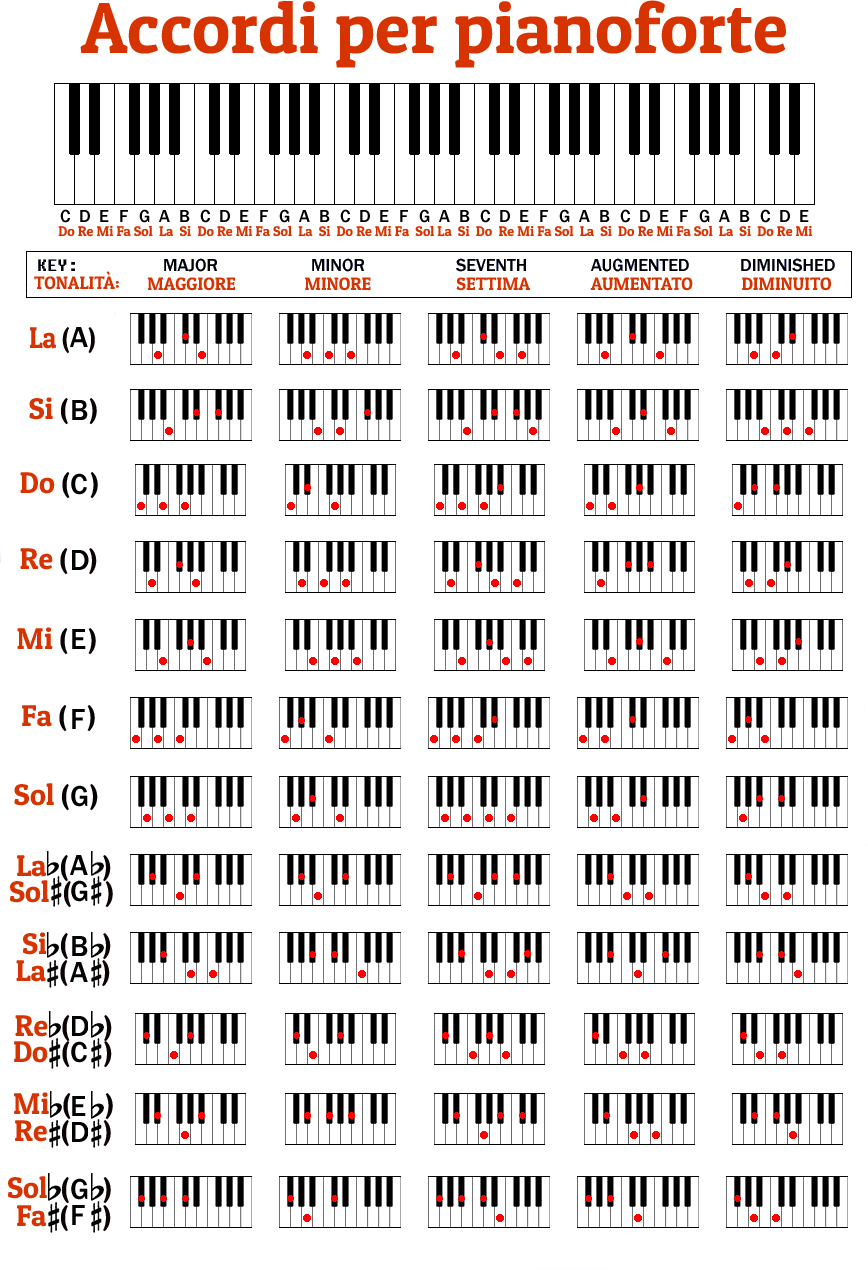 Accordi per pianoforte
C D E F G A B C D E F G A B C D E F G A B C D E F G A B C D E F G A B C D E
Do Re Mi Fa Sol La Si Do Re Mi Fa Sol La Si Do Re Mi Fa Sol La Si Do Re Mi Fa Sol La Si Do Re Mi Fa Sol La Si Do Re Mi
KEY: MAJOR MINOR SEVENTH AUGMENTED DIMINISHED
TONALITÀ: MAGGIORE MINORE SETTIMA AUMENTATO DIMINUITO
La (A)
Si (B)
Do (C)
Re (D)
Mi (E)
Fa (F)
Sol (G)
La♭(A♭)
Sol♯(G♯)
Si♭(B♭)
La♯(A♯)
Re♭(D♭)
Do♯(C♯)
Mi♭(E♭)
Re♯(D♯)
Sol♭(G♭)
Fa♯(F♯)